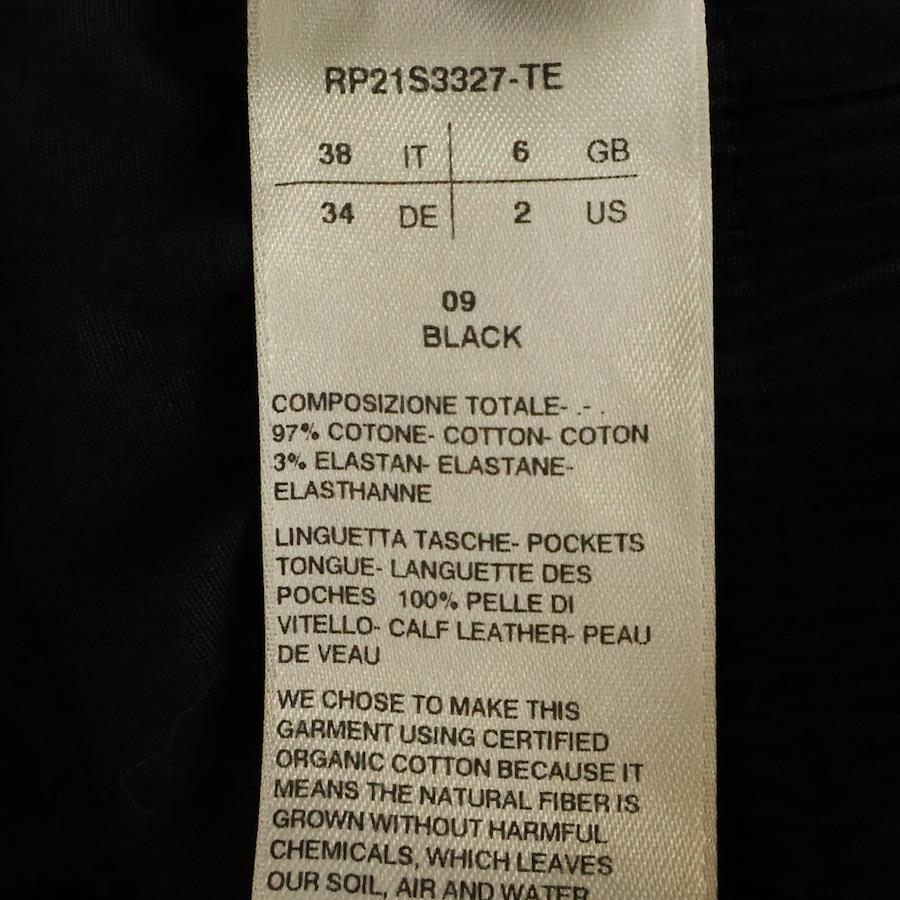 RP21S3327-TE
38 IT 6 GB
34 DE 2 US
09
BLACK
COMPOSIZIONE TOTALE- .- .
97% COTONE- COTTON- COTON
3% ELASTAN- ELASTANE-
ELASTHANNE
LINGUETTA TASCHE- POCKETS
TONGUE- LANGUETTE DES
POCHES 100% PELLE DI
VITELLO- CALF LEATHER- PEAU
DE VEAU
WE CHOSE TO MAKE THIS
GARMENT USING CERTIFIED
ORGANIC COTTON BECAUSE IT
MEANS THE NATURAL FIBER IS
GROWN WITHOUT HARMFUL
CHEMICALS, WHICH LEAVES
OUR SOIL, AIR AND WATER